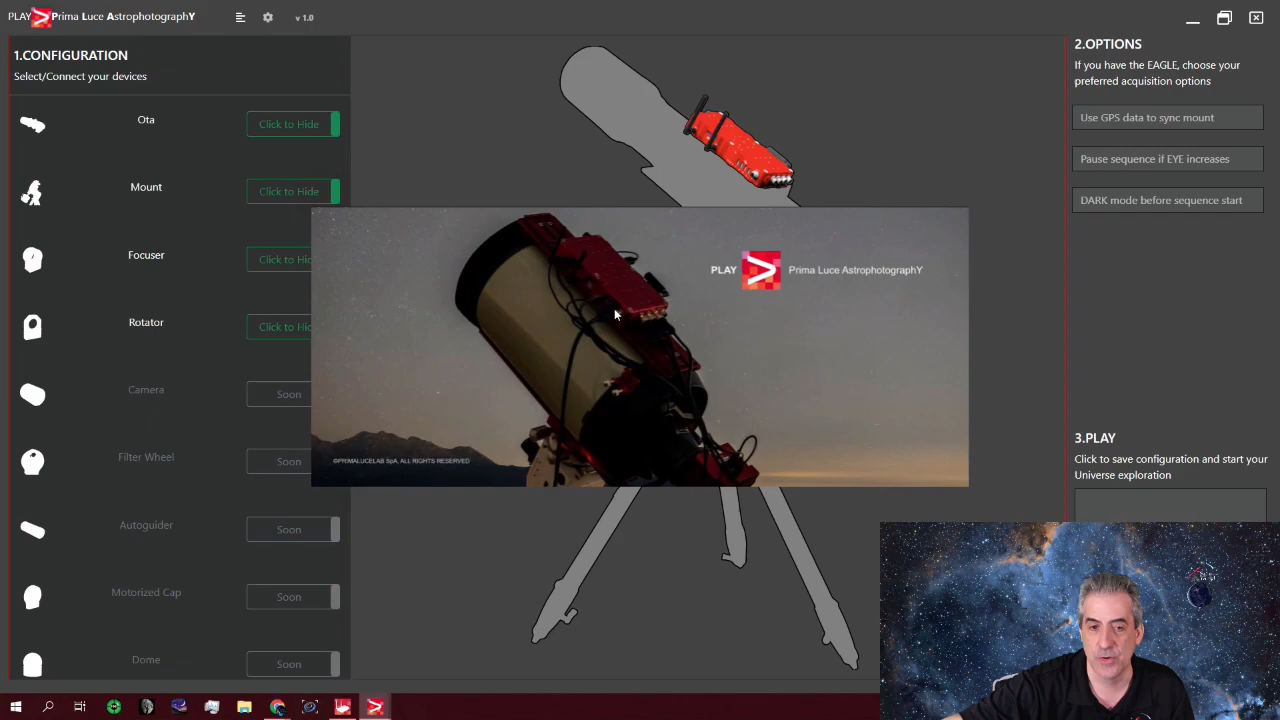 PLAY Prima Luce AstrophotographY
v 1.0
1.CONFIGURATION
Select/Connect your devices
Ota
Click to Hide
Mount
Click to Hide
Focuser
Click to Hid
Rotator
Click to Hid
Camera
Soon
Filter Wheel
Soon
Autoguider
Soon
Motorized Cap
Soon
Dome
Soon
PLAY Prima Luce AstrophotographY
©PRIMALUCELAB SpA, ALL RIGHTS RESERVED
2.OPTIONS
If you have the EAGLE, choose your
preferred acquisition options
Use GPS data to sync mount
Pause sequence if EYE increases
DARK mode before sequence start
3.PLAY
Click to save configuration and start your
Universe exploration